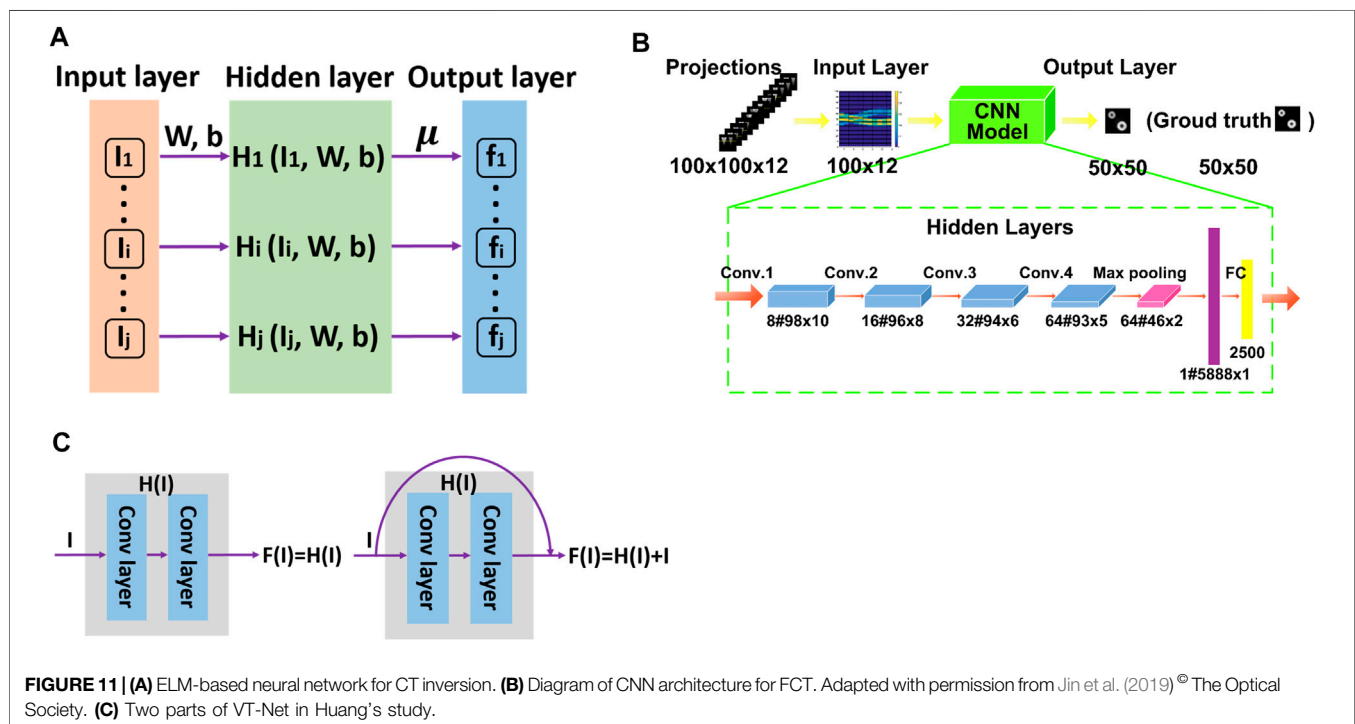 A
Input layer
Hidden layer
Output layer
W, b
μ
I1
H1 (I1, W, b)
f1
Ii
Hi (Ii, W, b)
fi
Ij
Hj (Ij, W, b)
fj
B
Projections
Input Layer
Output Layer
CNN
Model
(Groud truth )
100x100x12
100x12
50x50
50x50
Hidden Layers
Conv.1
Conv.2
Conv.3
Conv.4
Max pooling
FC
8#98x10
16#96x8
32#94x6
64#93x5
64#46x2
2500
1#5888x1
C
H(I)
I
Conv layer
Conv layer
F(I)=H(I)
H(I)
I
Conv layer
Conv layer
F(I)=H(I)+I
FIGURE 11 | (A) ELM-based neural network for CT inversion. (B) Diagram of CNN architecture for FCT. Adapted with permission from Jin et al. (2019) © The Optical
Society. (C) Two parts of VT-Net in Huang's study.